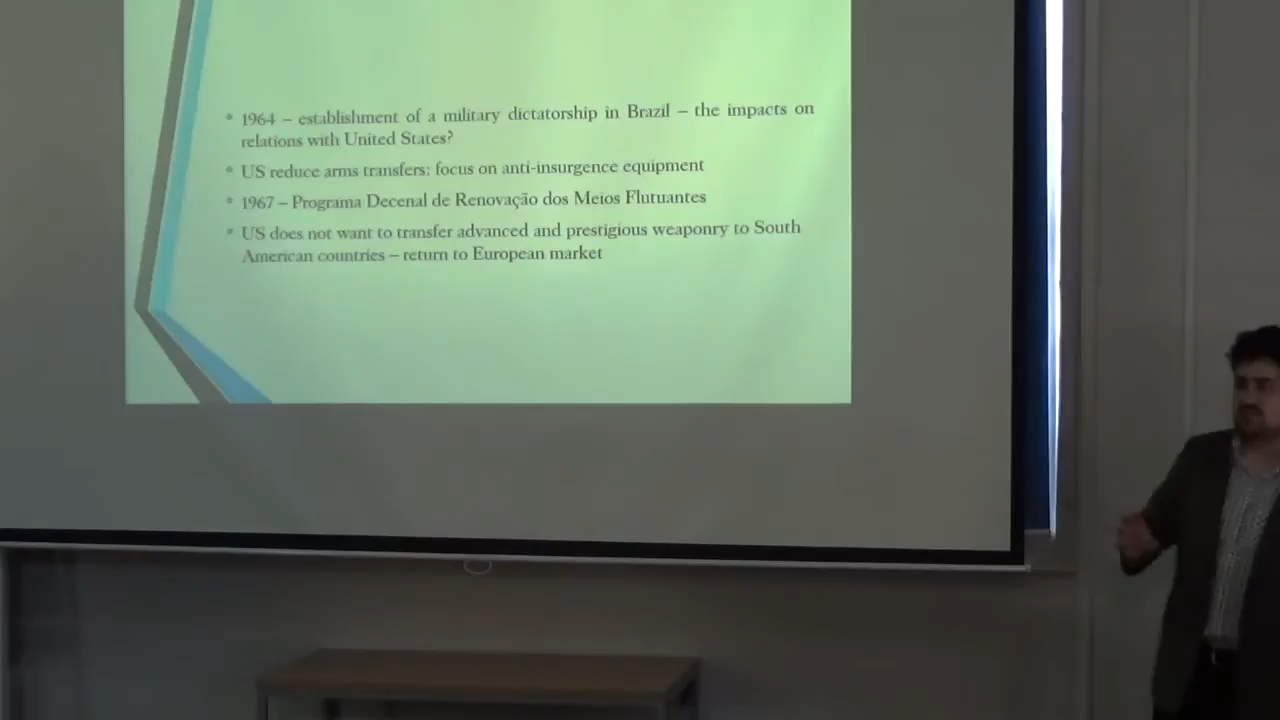 1964 – establishment of a military dictatorship in Brazil – the impacts on
relations with United States?
US reduce arms transfers: focus on anti-insurgence equipment
1967 – Programa Decenal de Renovação dos Meios Flutuantes
US does not want to transfer advanced and prestigious weaponry to South
American countries – return to European market